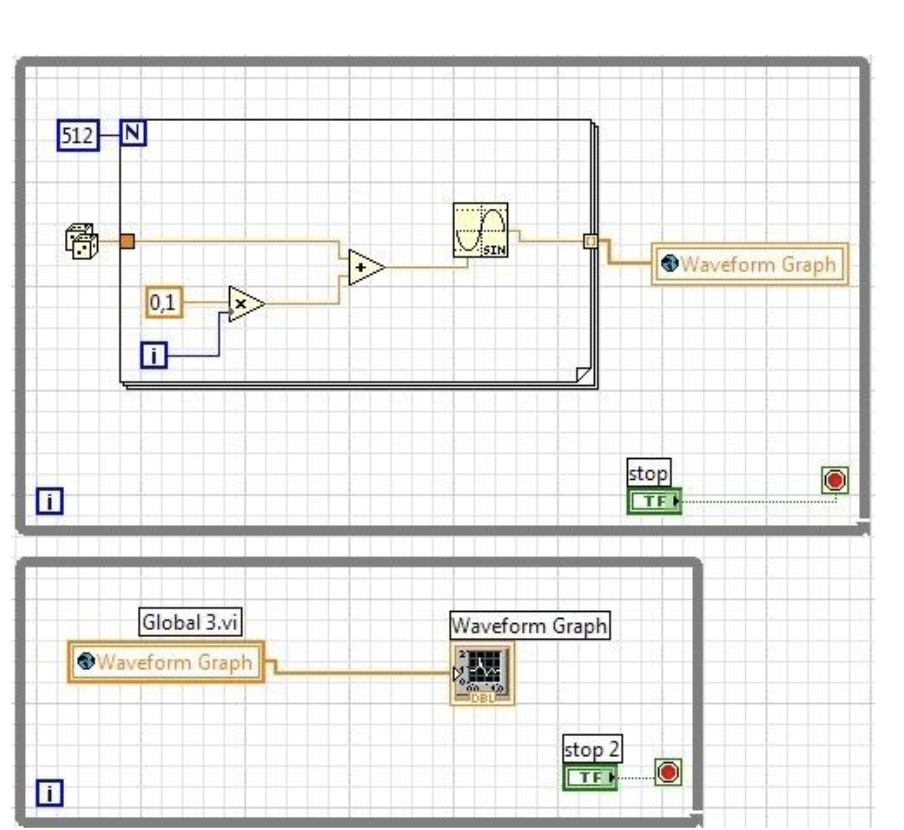 512
N
SIN
Waveform Graph
+
0,1
x
i
stop
i
TF
Global 3.vi
Waveform Graph
Waveform Graph
DBL
stop 2
TF
i